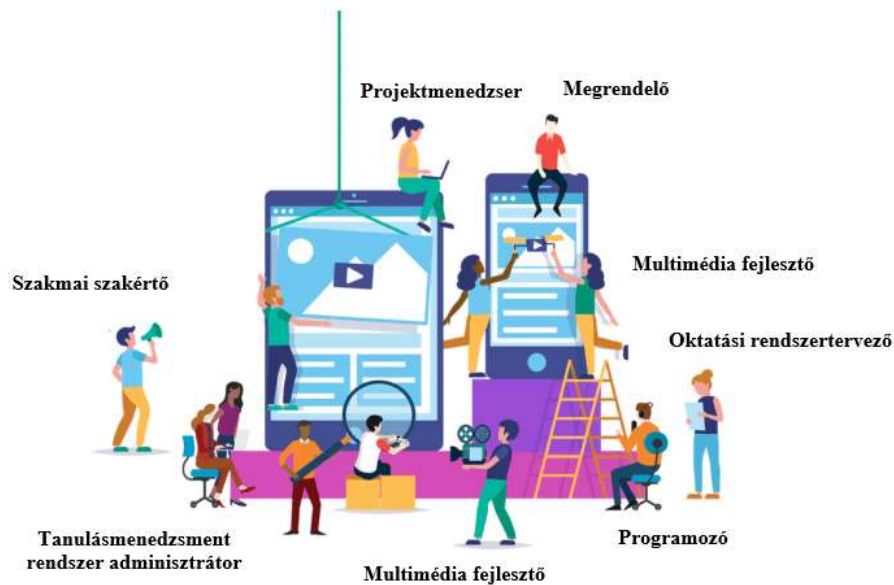 Projektmenedzser
Megrendelő
Multimédia fejlesztő
Szakmai szakértő
Oktatási rendszertervező
Tanulásmenedzsment
rendszer adminisztrátor
Programozó
Multimédia fejlesztő